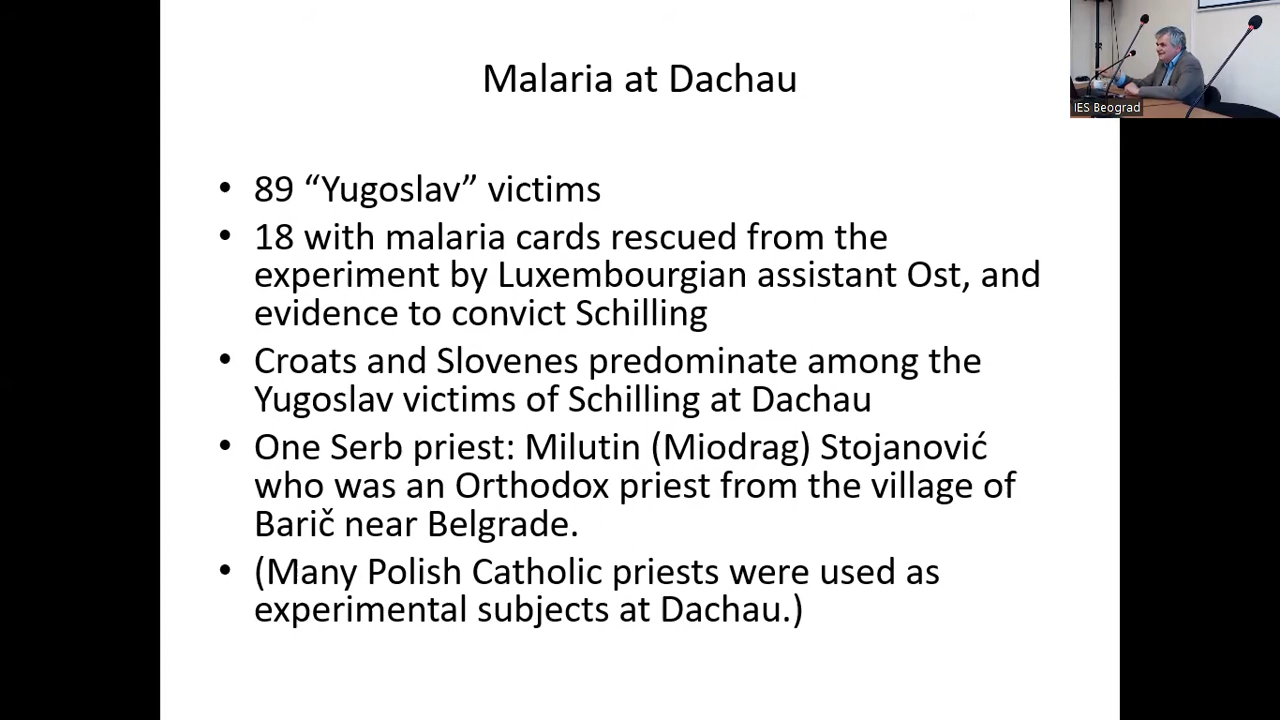 Malaria at Dachau
IES Beograd
• 89 “Yugoslav” victims
• 18 with malaria cards rescued from the
experiment by Luxembourgian assistant Ost, and
evidence to convict Schilling
• Croats and Slovenes predominate among the
Yugoslav victims of Schilling at Dachau
• One Serb priest: Milutin (Miodrag) Stojanović
who was an Orthodox priest from the village of
Barič near Belgrade.
• (Many Polish Catholic priests were used as
experimental subjects at Dachau.)